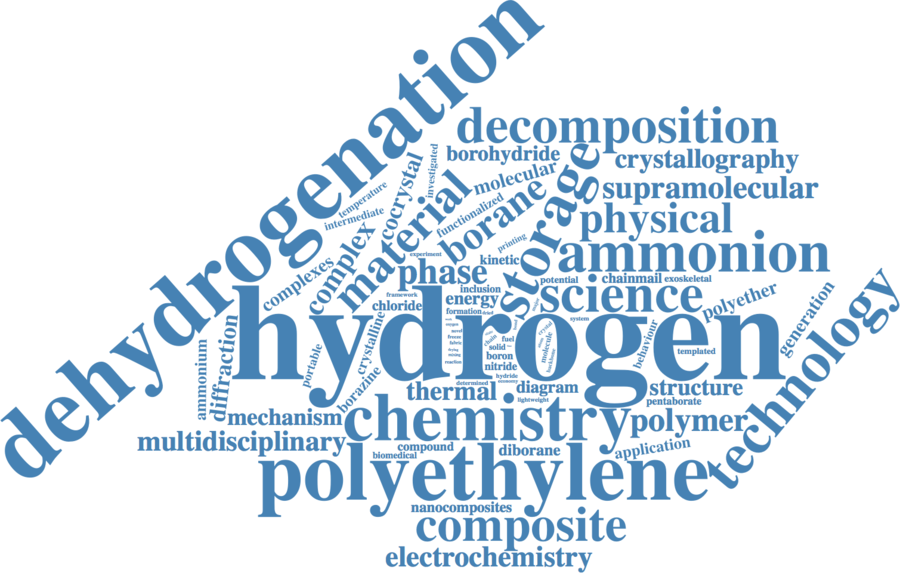 dehydrogenation
decomposition
borohydride
crystallography
investigated
cocrystal
molecular
storage
supramolecular
temperature
intermediate
material
functionalized
borane
physical
complex
printing
ammonion
experiment
kinetic
complexes
phase
potential
chainmail
exoskeletal
inclusion
science
polyether
generation
framework
energy
chloride
formation
hydrogen
technology
system
crystal
fuel
solid
molecule
behaviour
templated
boron
nitride
reaction
hydride
economy
crystalline
portable
diffraction
ammonium
borazine
thermal
determined
diagram
structure
lightweight
pentaborate
mechanism
chemistry
polymer
multidisciplinary
compound
diborane
application
biomedical
polyethylene
nanocomposites
composite
electrochemistry